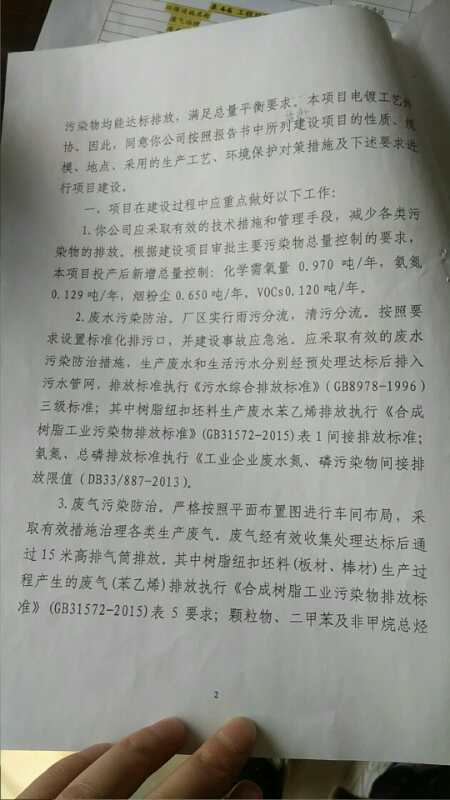 污染物均能达标排放，满足总量平衡要求。本项目电镀工艺外
协。因此，同意你公司按照报告书中所列建设项目的性质、规
模、地点、采用的生产工艺、环境保护对策措施及下述要求进
行项目建设。
一、项目在建设过程中应重点做好以下工作：
1.你公司应采取有效的技术措施和管理手段，减少各类污
染物的排放。根据建设项目审批主要污染物总量控制的要求，
本项目投产后新增总量控制：化学需氧量 0.970 吨/年，氨氮
0.129 吨/年，烟粉尘 0.650 吨/年，VOCs0.120 吨/年。
2.废水污染防治。厂区实行雨污分流，清污分流。按照要
求设置标准化排污口，并建设事故应急池。应采取有效的废水
污染防治措施，生产废水和生活污水分别经预处理达标后排入
污水管网，排放标准执行《污水综合排放标准》(GB8978-1996)
三级标准；其中树脂纽扣坯料生产废水苯乙烯排放执行《合成
树脂工业污染物排放标准》(GB31572-2015)表 1 间接排放标准；
氨氮、总磷排放标准执行《工业企业废水氮、磷污染物间接排
放限值（DB33/887-2013)。
3.废气污染防治。严格按照平面布置图进行车间布局，采
取有效措施治理各类生产废气。废气经有效收集处理达标后通
过 15 米高排气筒排放。其中树脂纽扣坯料(板材、棒材)生产过
程产生的废气(苯乙烯)排放执行《合成树脂工业污染物排放标
准》(GB31572-2015)表 5 要求；颗粒物、二甲苯及非甲烷总烃
2